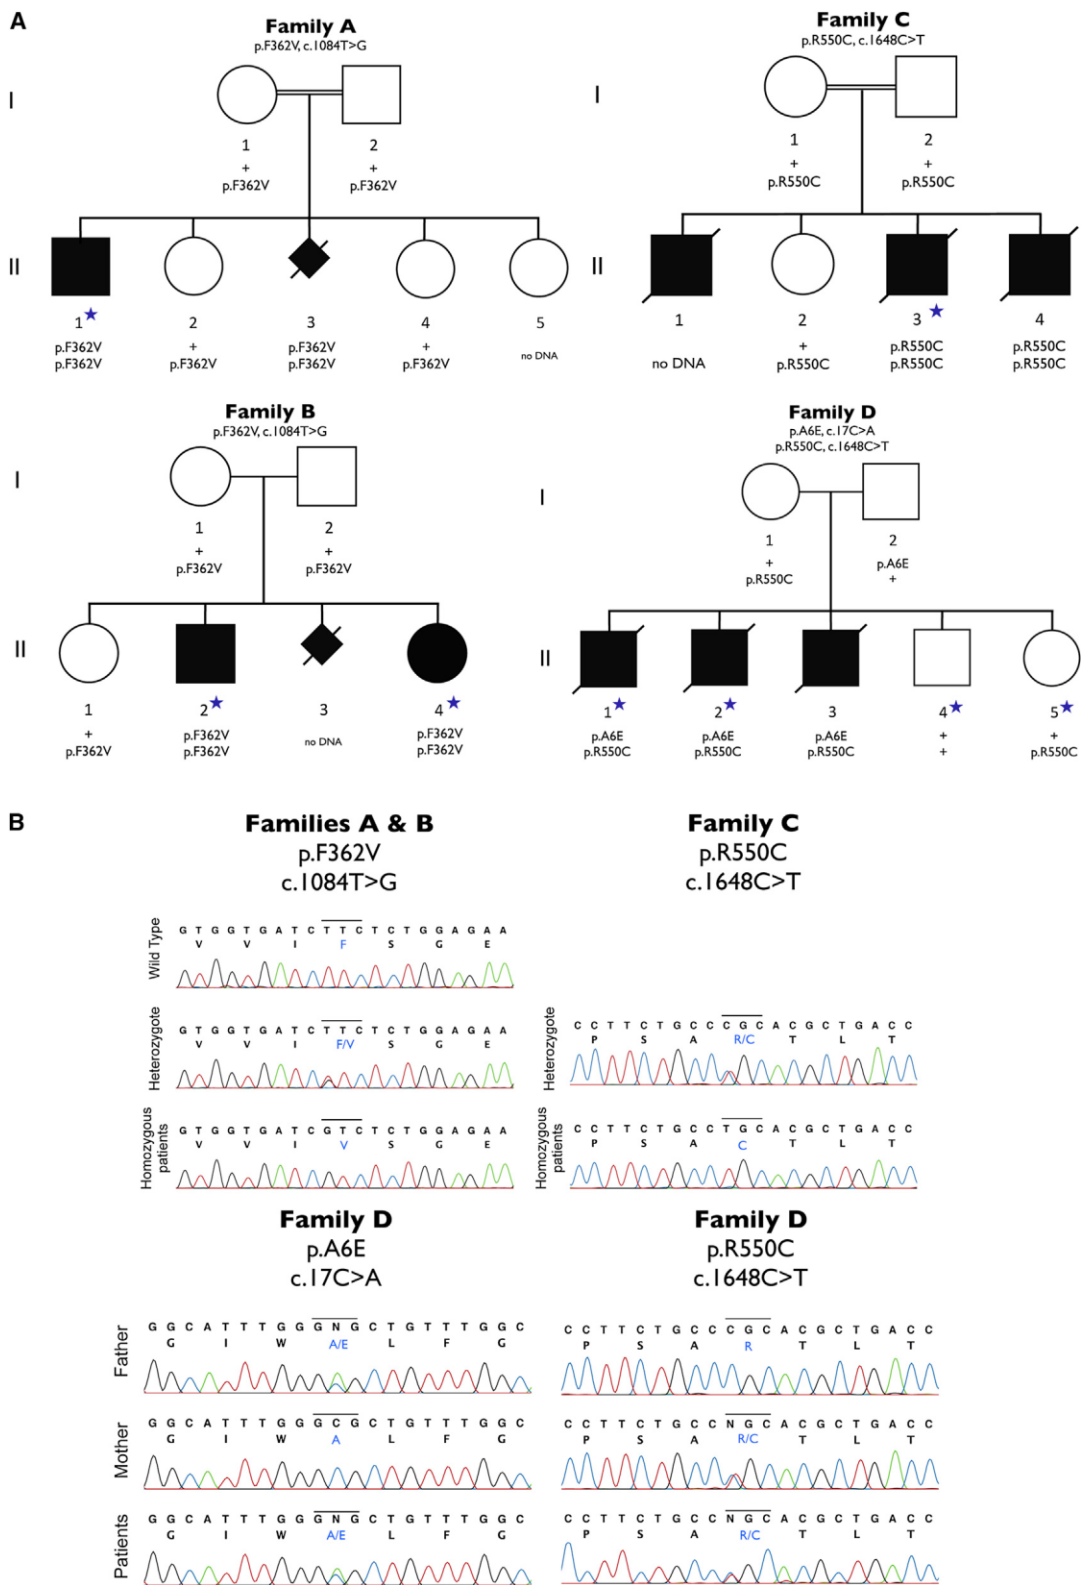 A
Family A
p.F362V, c.1084T>G
I
1 2
+ +
p.F362V p.F362V
II
1 2 3 4 5
p.F362V + p.F362V + no DNA
p.F362V p.F362V p.F362V p.F362V
Family C
p.R550C, c.1648C>T
I
1 2
+ +
p.R550C p.R550C
II
1 2 3 4
no DNA + p.R550C p.R550C
p.R550C p.R550C p.R550C
Family B
p.F362V, c.1084T>G
I
1 2
+ +
p.F362V p.F362V
II
1 2 3 4
+ p.F362V no DNA p.F362V
p.F362V p.F362V p.F362V
Family D
p.A6E, c.17C>A
p.R550C, c.1648C>T
I
1 2
+ p.A6E
p.R550C +
II
1 2 3 4 5
p.A6E p.A6E p.A6E + +
p.R550C p.R550C p.R550C + p.R550C
B
Families A & B
p.F362V
c.1084T>G
Wild Type
G T G G T G A T C T T C T C T G G A G A A
V V I F S G E
Heterozygote
G T G G T G A T C T T C T C T G G A G A A
V V I F/V S G E
Homozygous
patients
G T G G T G A T C G T C T C T G G A G A A
V V I V S G E
Family C
p.R550C
c.1648C>T
Heterozygote
C C T T C T G C C C G C A C G C T G A C C
P S A R/C T L T
Homozygous
patients
C C T T C T G C C T G C A C G C T G A C C
P S A C T L T
Family D
p.A6E
c.17C>A
Father
G G C A T T T G G G N G C T G T T T G G C
G I W A/E L F G
Mother
G G C A T T T G G G C G C T G T T T G G C
G I W A L F G
Patients
G G C A T T T G G G N G C T G T T T G G C
G I W A/E L F G
Family D
p.R550C
c.1648C>T
C C T T C T G C C C G C A C G C T G A C C
P S A R T L T
C C T T C T G C C N G C A C G C T G A C C
P S A R/C T L T
C C T T C T G C C N G C A C G C T G A C C
P S A R/C T L T